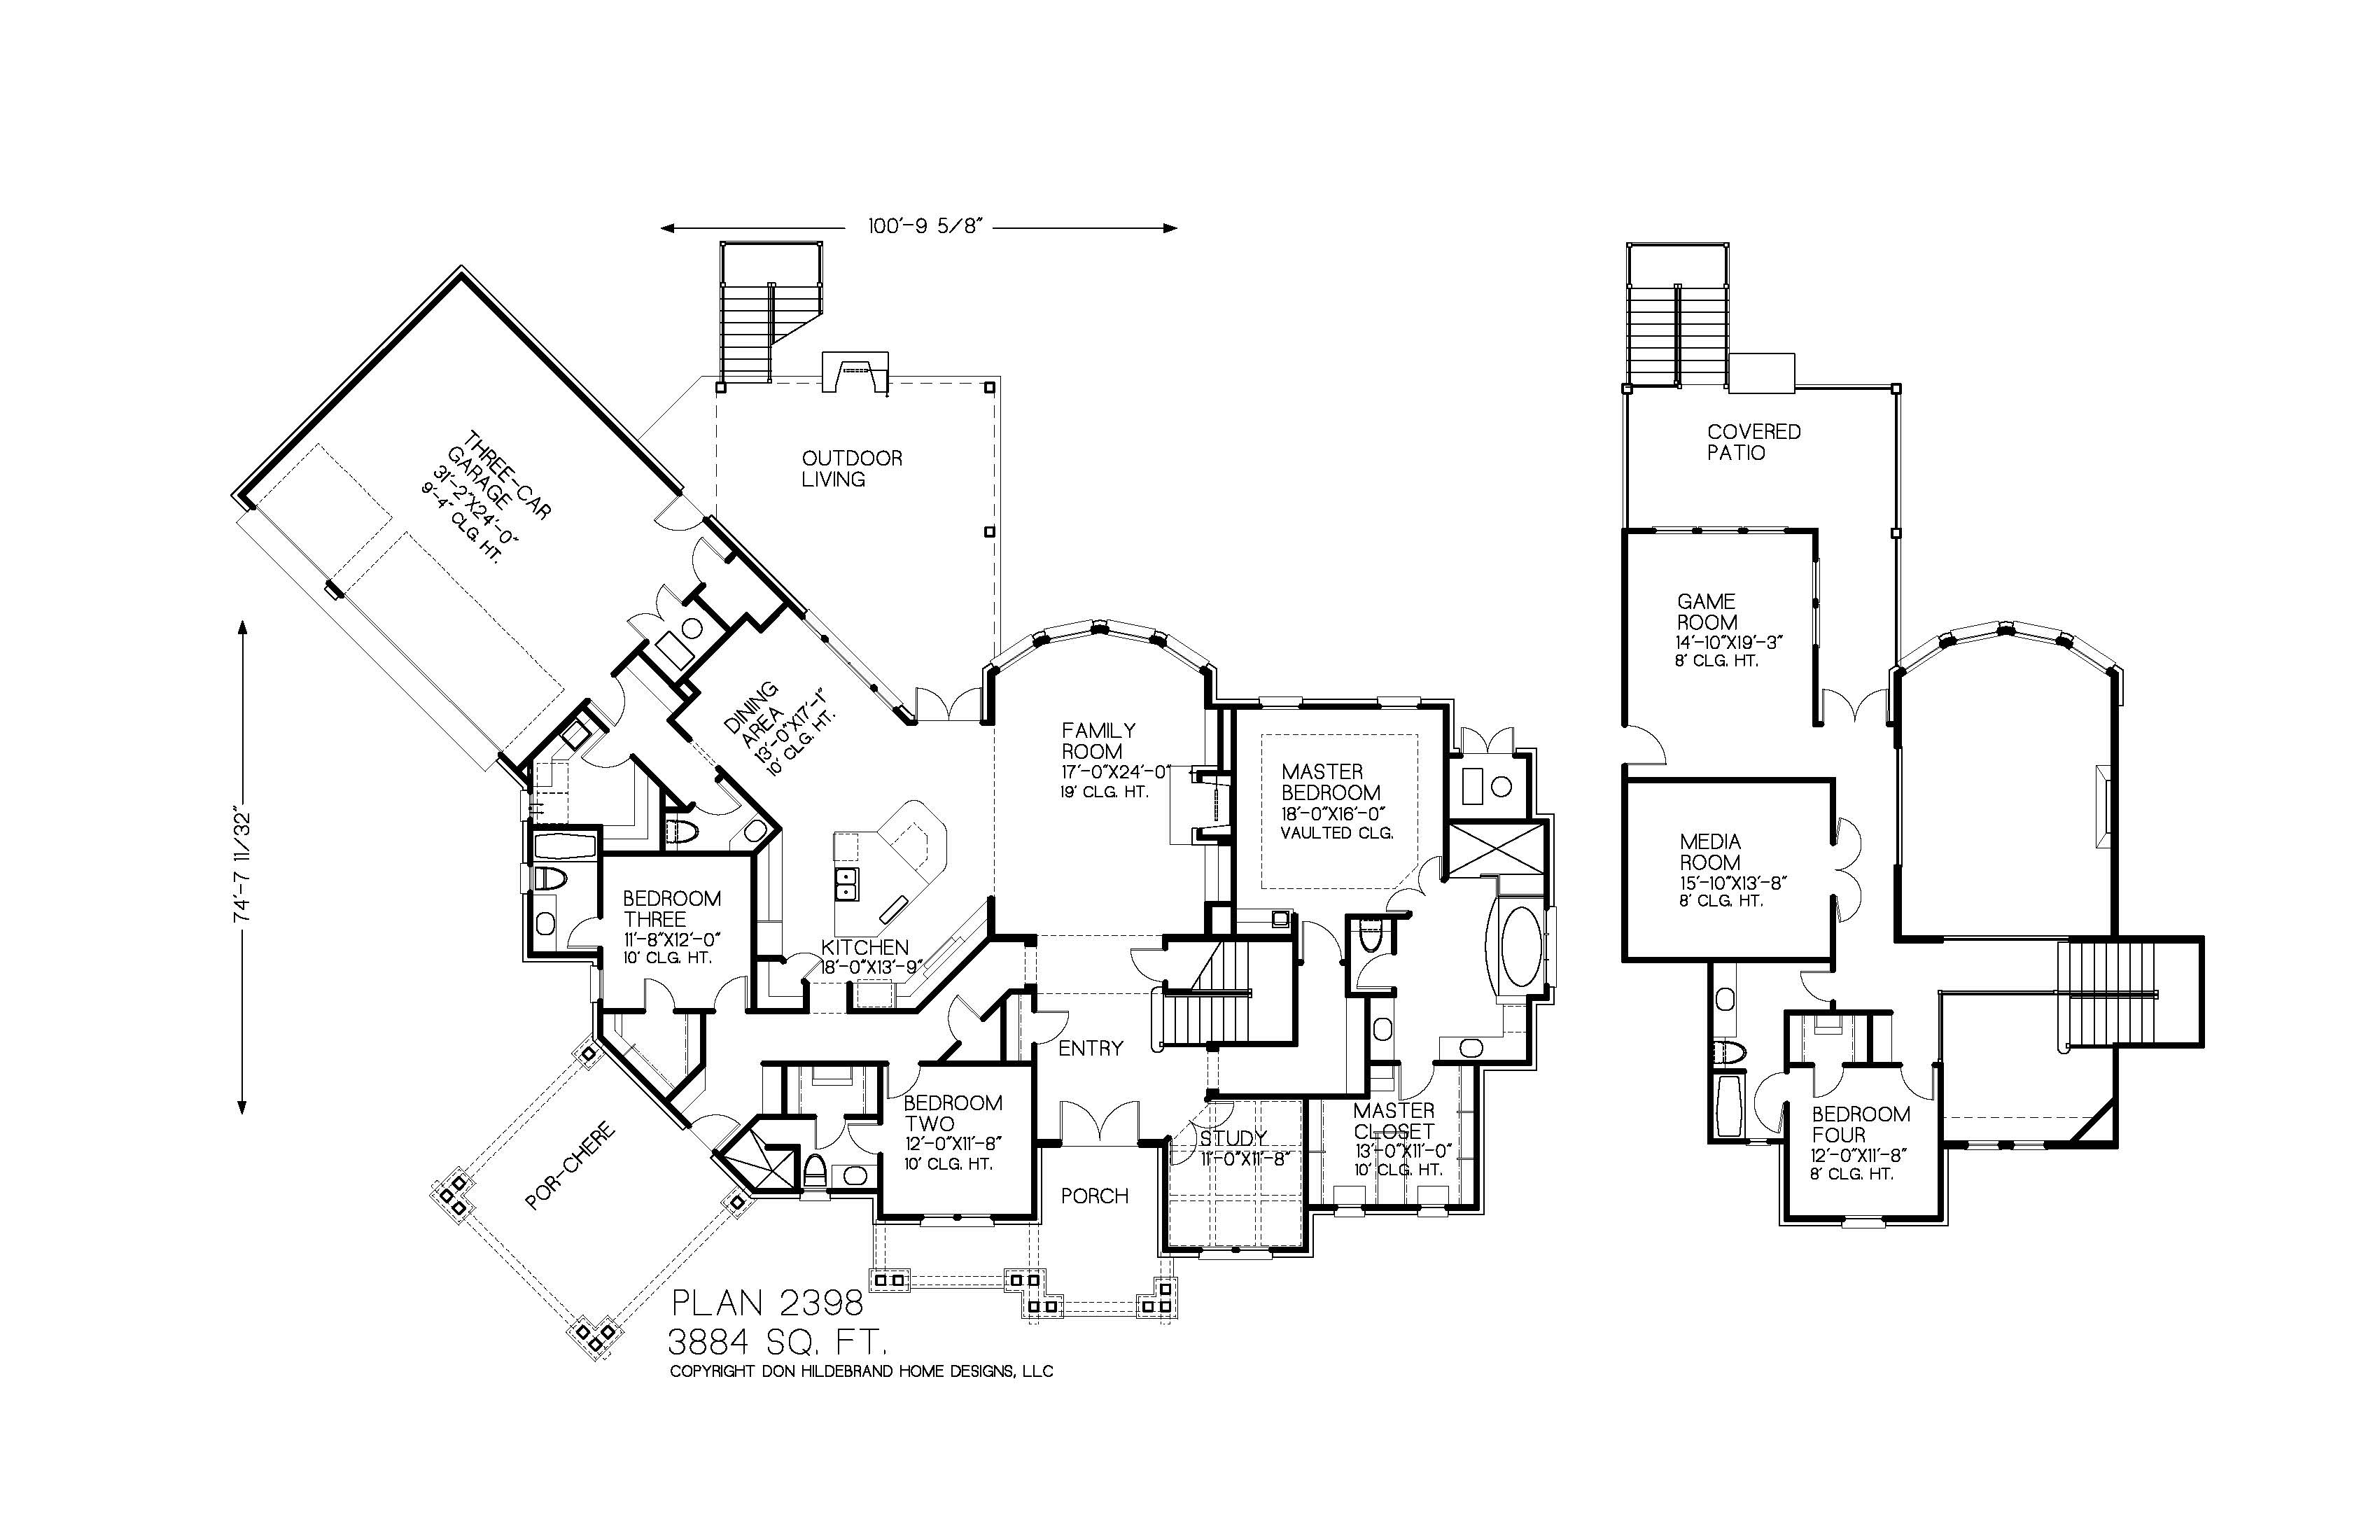 100'-9 5/8"
THREE-CAR
GARAGE
31'-2"X24'-0"
9'-4" CLG. HT.
OUTDOOR
LIVING
COVERED
PATIO
GAME
ROOM
14'-10"X19'-3"
8' CLG. HT.
DINING
AREA
13'-0"X17'-1"
10' CLG. HT.
FAMILY
ROOM
17'-0"X24'-0"
19' CLG. HT.
MASTER
BEDROOM
18'-0"X16'-0"
VAULTED CLG.
74'-7 11/32"
MEDIA
ROOM
15'-10"X13'-8"
8' CLG. HT.
BEDROOM
THREE
11'-8"X12'-0"
10' CLG. HT.
KITCHEN
18'-0"X13'-9"
ENTRY
BEDROOM
TWO
12'-0"X11'-8"
10' CLG. HT.
STUDY
11'-0"X11'-8"
MASTER
CLOSET
13'-0"X11'-0"
10' CLG. HT.
BEDROOM
FOUR
12'-0"X11'-8"
8' CLG. HT.
POR-CHERE
PORCH
PLAN 2398
3884 SQ. FT.
COPYRIGHT DON HILDEBRAND HOME DESIGNS, LLC